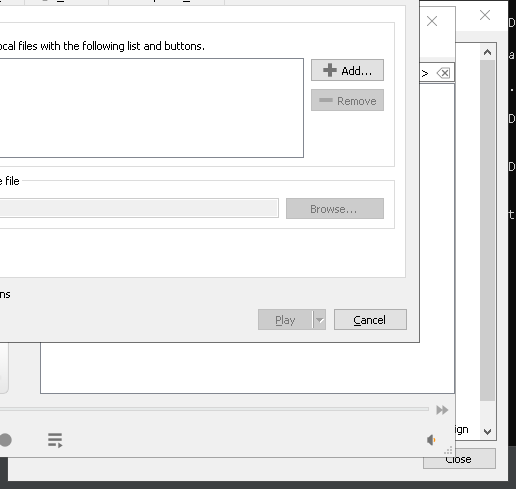 ocal files with the following list and buttons.
Add...
Remove
e file
Browse...
ns
Play
Cancel
ign
Close
D
a
.
D
D
t